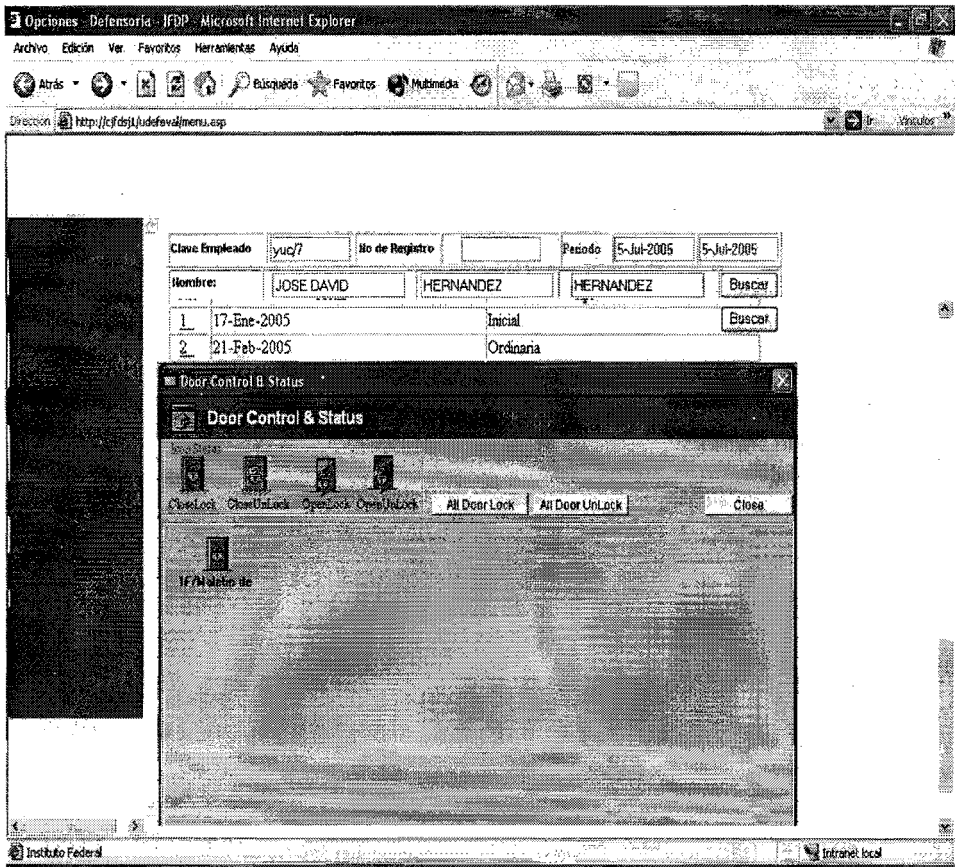 Opciones - Defensoria - IFDP - Microsoft Internet Explorer
Archivo Edición Ver Favoritos Herramientas Ayuda
Atrás Búsqueda Favoritos Multimedia
Dirección http://cjfdsjl/udefeval/menu.asp Ir Vínculos
Clave Empleado yuc/7 No de Registro Periodo 5-Jul-2005 5-Jul-2005
Nombre: JOSE DAVID HERNANDEZ HERNANDEZ Buscar
1 17-Ene-2005 Inicial Buscar
2 21-Feb-2005 Ordinaria
Door Control & Status
Door Control & Status
Icon Status
CloseLock CloseUnLock OpenLock OpenUnLock All Door Lock All Door UnLock Close
Instituto Federal Intranet local